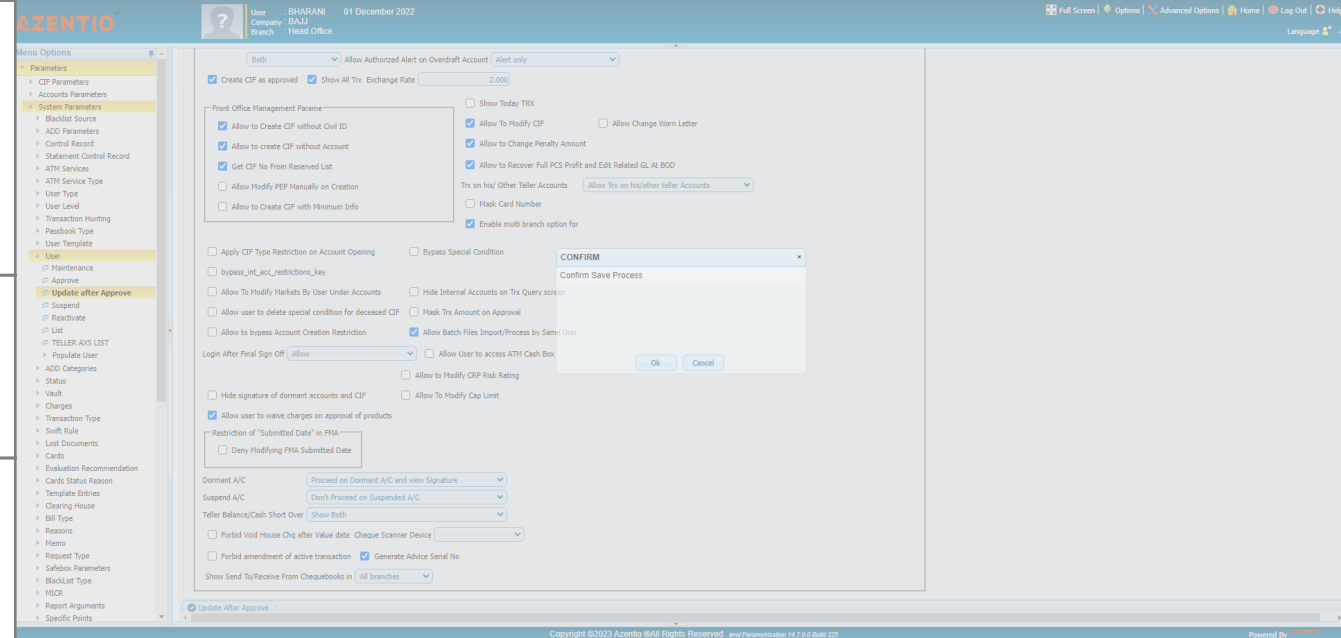 AZENTIO
User : BHARANI 01 December 2022
Company : BAJJ
Branch : Head Office
Full Screen | Options | Advanced Options | Home | Log Out | Help
Language
Menu Options
Parameters
CIF Parameters
Accounts Parameters
System Parameters
Blacklist Source
ADD Parameters
Control Record
Statement Control Record
ATM Services
ATM Service Type
User Type
User Level
Transaction Hunting
Passbook Type
User Template
User
Maintenance
Approve
Update after Approve
Suspend
Reactivate
List
TELLER AXS LIST
Populate User
ADD Categories
Status
Vault
Charges
Transaction Type
Swift Rule
Lost Documents
Cards
Evaluation Recommendation
Cards Status Reason
Template Entries
Clearing House
Bill Type
Reasons
Memo
Request Type
Safebox Parameters
BlackList Type
MICR
Report Arguments
Specific Points
Both Allow Authorized Alert on Overdraft Account Alert only
Create CIF as approved Show All Trx Exchange Rate 2.000
Front Office Management Parame
Allow to Create CIF without Civil ID
Allow to create CIF without Account
Get CIF No From Reserved List
Allow Modify PEP Manually on Creation
Allow to Create CIF with Minimum Info
Show Today TRX
Allow To Modify CIF Allow Change Warn Letter
Allow to Change Penalty Amount
Allow to Recover Full PCS Profit and Edit Related GL At BOD
Trx on his/ Other Teller Accounts Allow Trx on his/other teller Accounts
Mask Card Number
Enable multi branch option for
Apply CIF Type Restriction on Account Opening Bypass Special Condition
bypass_int_acc_restrictions_key
Allow To Modify Markets By User Under Accounts Hide Internal Accounts on Trx Query screen
Allow user to delete special condition for deceased CIF Mask Trx Amount on Approval
Allow to bypass Account Creation Restriction Allow Batch Files Import/Process by Same User
Login After Final Sign Off Allow Allow User to access ATM Cash Box
Allow to Modify CRP Risk Rating
Hide signature of dormant accounts and CIF Allow To Modify Cap Limit
Allow user to waive charges on approval of products
Restriction of "Submitted Date" in FMA
Deny Modifying FMA Submitted Date
Dormant A/C Proceed on Dormant A/C and view Signature
Suspend A/C Don't Proceed on Suspended A/C
Teller Balance/Cash Short Over Show Both
Forbid Void House Chq after Value date Cheque Scanner Device
Forbid amendment of active transaction Generate Advice Serial No
Show Send To/Receive From Chequebooks in All branches
CONFIRM
Confirm Save Process
Ok Cancel
Update After Approve
Copyright ©2023 Azentio ®All Rights Reserved imal Parametrization 14.7.0.0 Build 225
Powered By